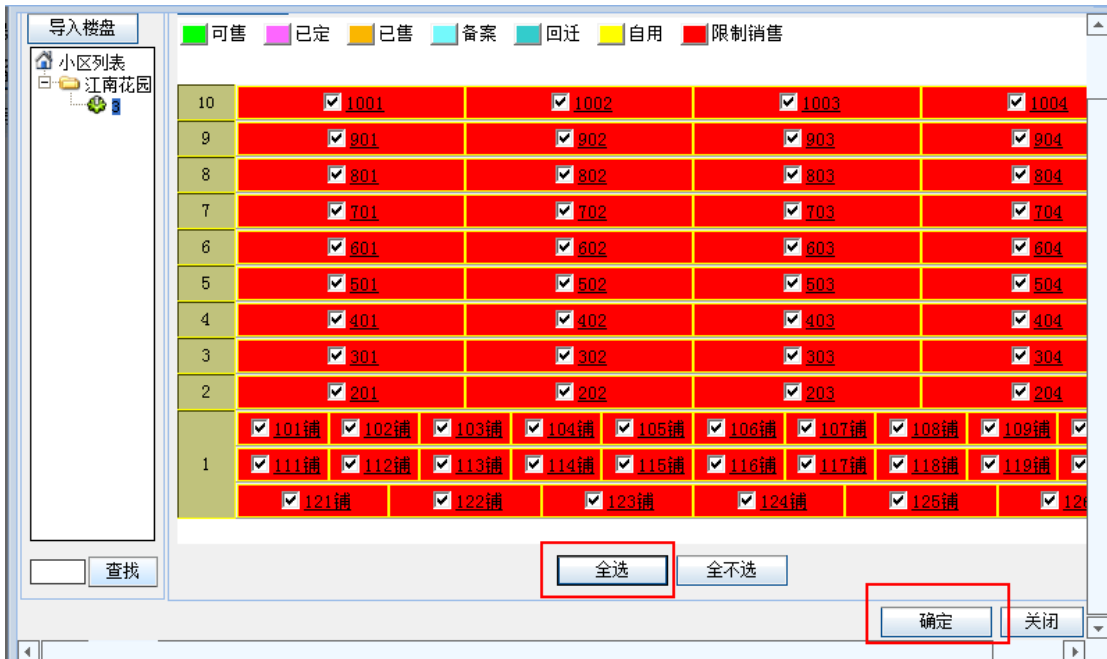 导入楼盘
小区列表
江南花园
3
可售 已定 已售 备案 回迁 自用 限制销售
10 1001 1002 1003 1004
9 901 902 903 904
8 801 802 803 804
7 701 702 703 704
6 601 602 603 604
5 501 502 503 504
4 401 402 403 404
3 301 302 303 304
2 201 202 203 204
101铺 102铺 103铺 104铺 105铺 106铺 107铺 108铺 109铺
1 111铺 112铺 113铺 114铺 115铺 116铺 117铺 118铺 119铺
121铺 122铺 123铺 124铺 125铺 126
查找 全选 全不选
确定 关闭